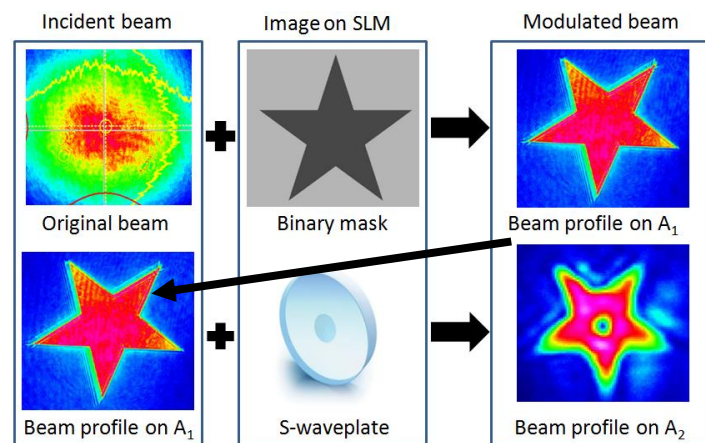 Incident beam
Image on SLM
Modulated beam
Original beam
Binary mask
Beam profile on A₁
Beam profile on A₁
S-waveplate
Beam profile on A₂